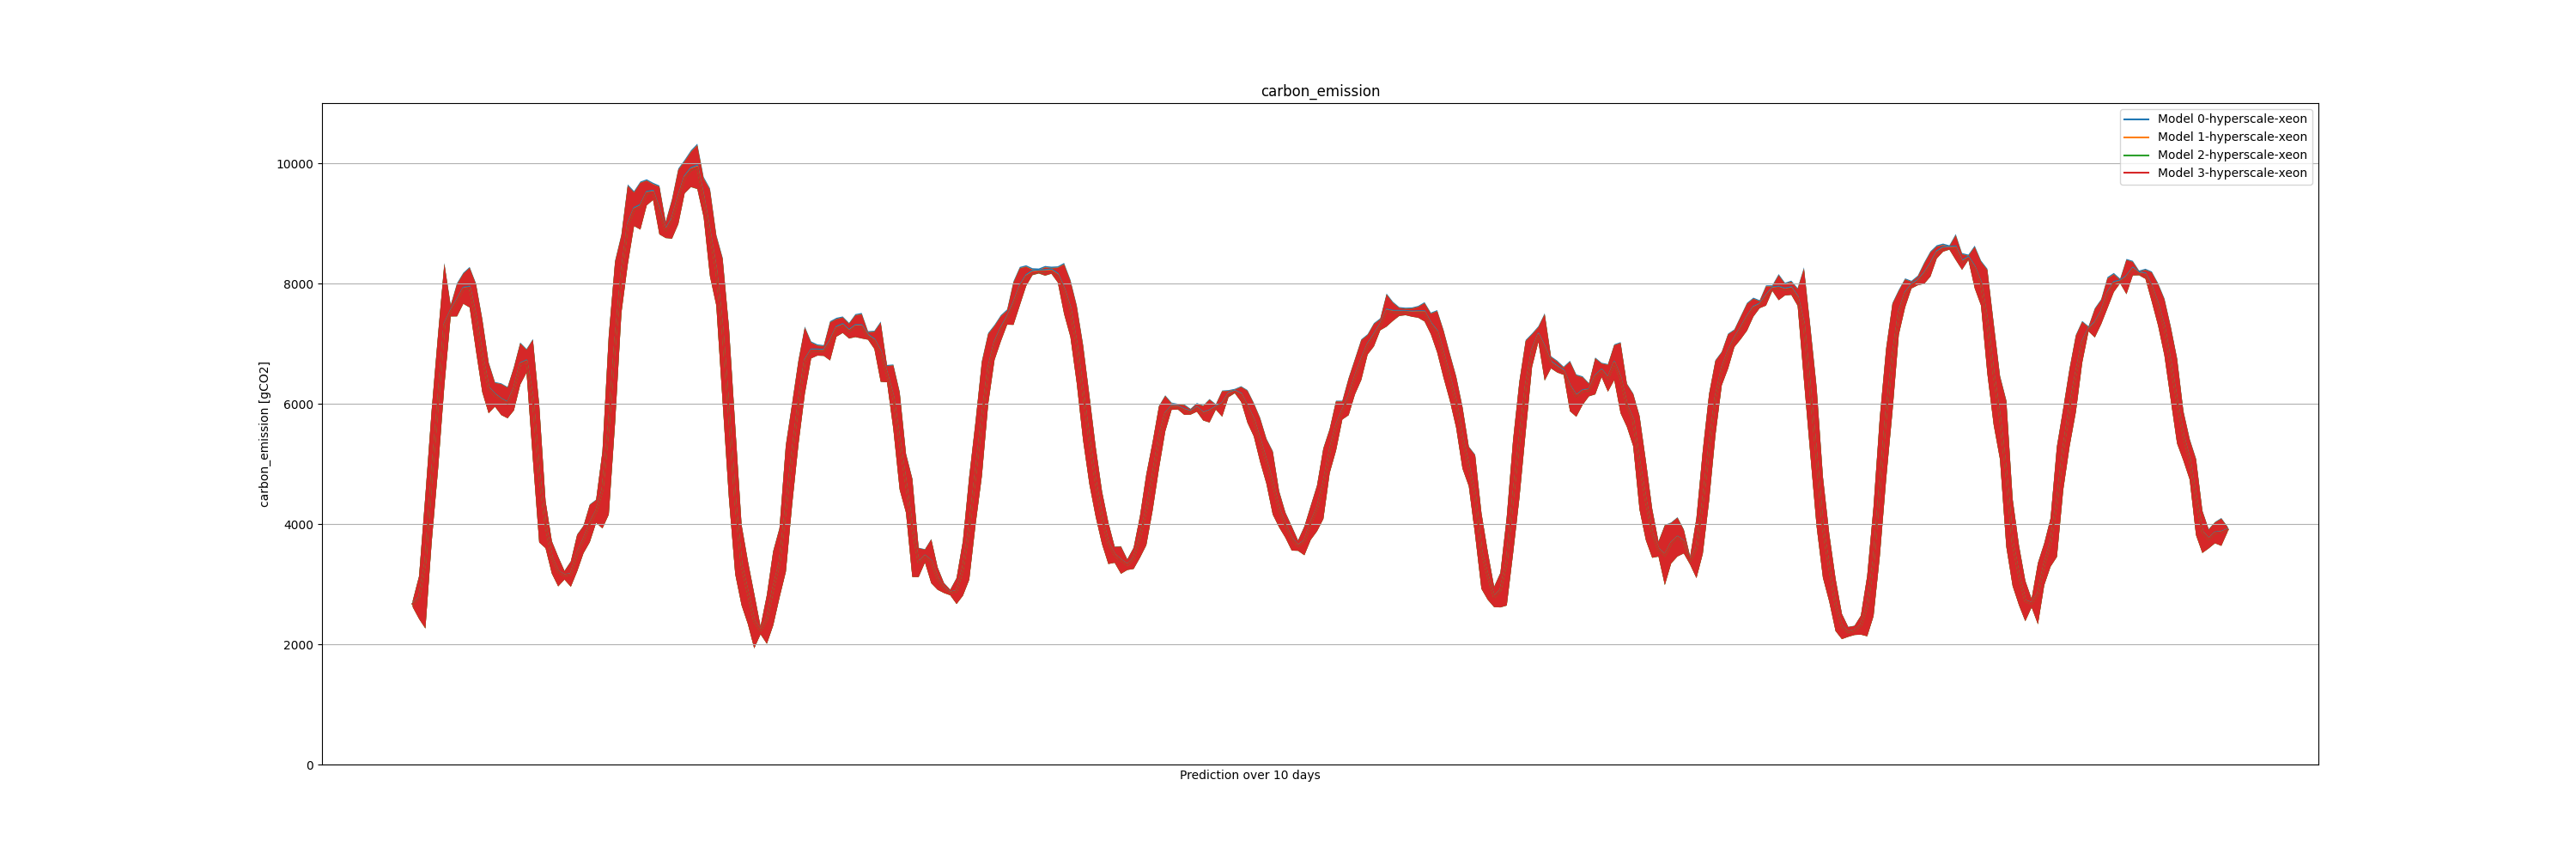 carbon_emission
Model 0-hyperscale-xeon
Model 1-hyperscale-xeon
Model 2-hyperscale-xeon
Model 3-hyperscale-xeon
10000
8000
6000
4000
2000
0
carbon_emission [gCO2]
Prediction over 10 days